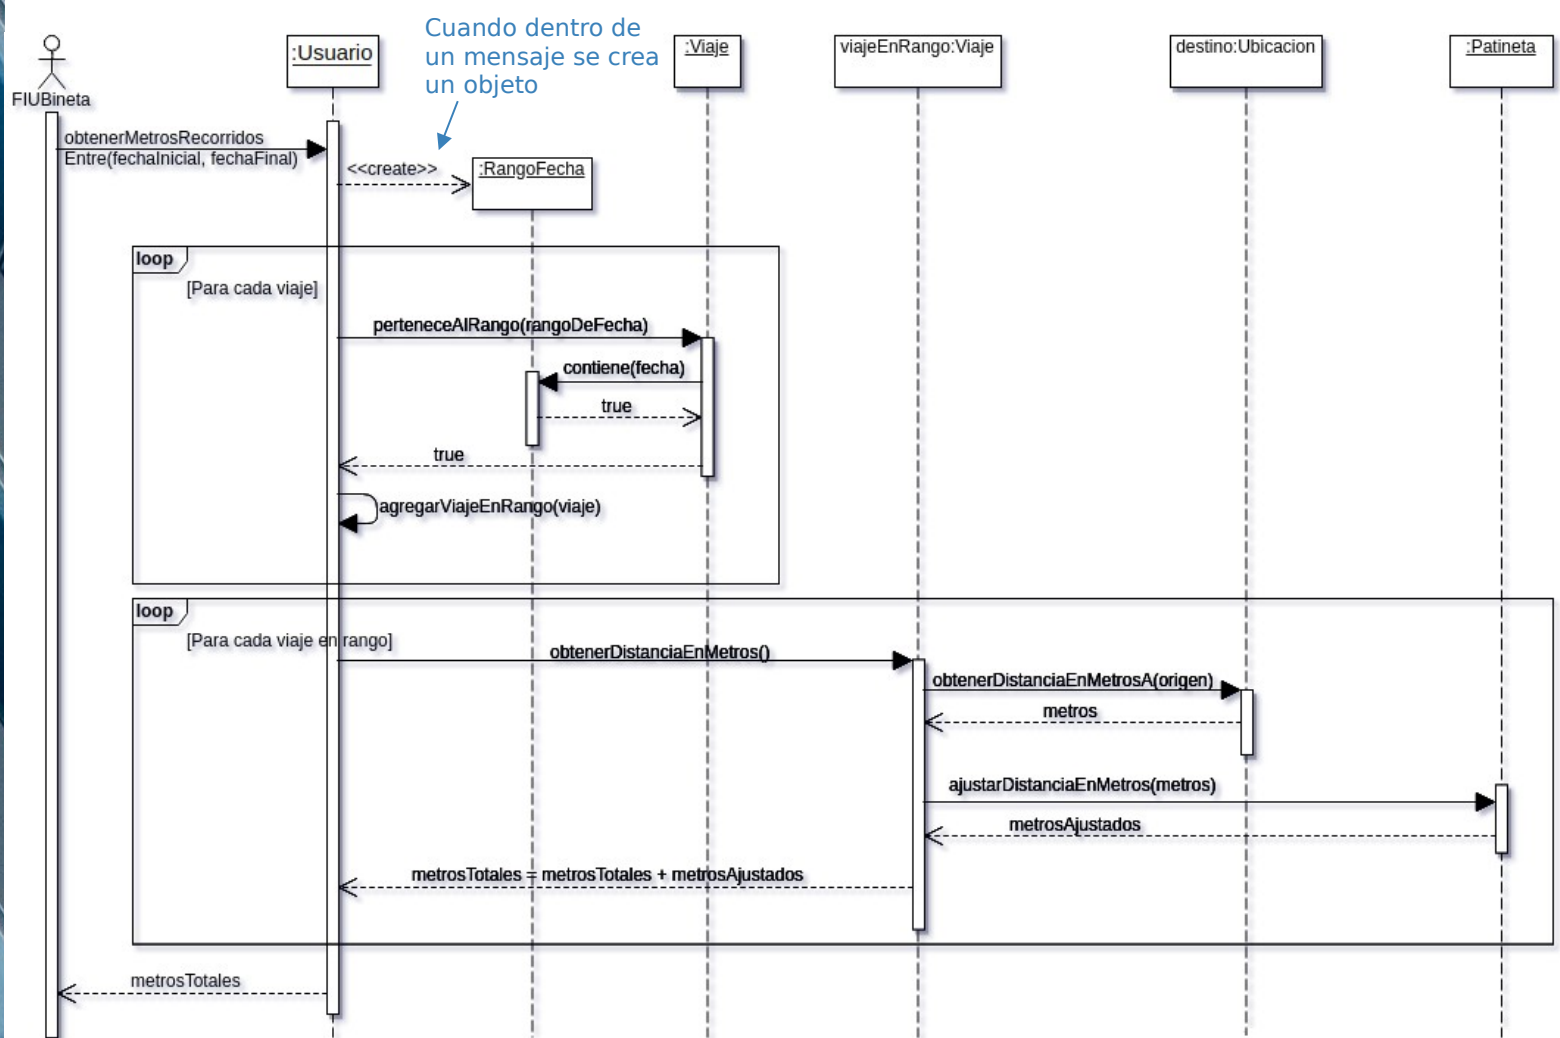 Cuando dentro de
un mensaje se crea
un objeto
:Usuario
:Viaje
viajeEnRango:Viaje
destino:Ubicacion
:Patineta
FIUBineta
obtenerMetrosRecorridos
Entre(fechaInicial, fechaFinal)
<<create>>
:RangoFecha
loop
[Para cada viaje]
perteneceAlRango(rangoDeFecha)
contiene(fecha)
true
true
agregarViajeEnRango(viaje)
loop
[Para cada viaje en rango]
obtenerDistanciaEnMetros()
obtenerDistanciaEnMetrosA(origen)
metros
ajustarDistanciaEnMetros(metros)
metrosAjustados
metrosTotales = metrosTotales + metrosAjustados
metrosTotales